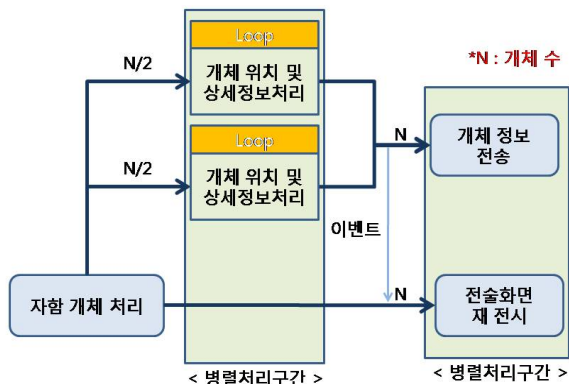 Loop
N/2
개체 위치 및
상세정보처리
*N : 개체 수
Loop
N/2
개체 위치 및
상세정보처리
N
개체 정보
전송
이벤트
자함 개체 처리
N
전술화면
재 전시
< 병렬처리구간 >
< 병렬처리구간 >